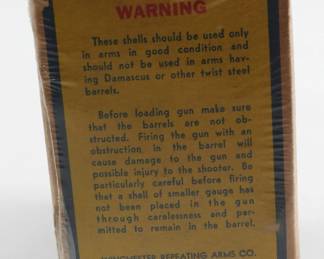 WARNING
These shells should be used only
in arms in good condition and
should not be used in arms hav-
ing Damascus or other twist steel
barrels.
Before loading gun make sure
that the barrels are not ob-
structed. Firing the gun with an
obstruction in the barrel will
cause damage to the gun and
possible injury to the shooter. Be
particularly careful before firing
that a shell of smaller gauge has
not been placed in the gun
through carelessness and per-
mitted to remain in the barrel.
WINCHESTER REPEATING ARMS CO.